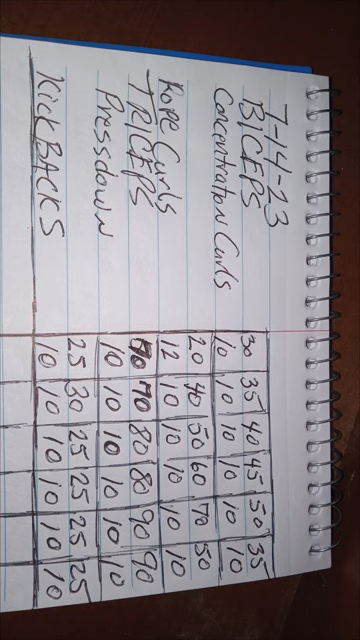 7-14-23
BICEPS
30 35 40 45 50 35
Concentration Curls 10 10 10 10 10 10
20 40 50 60 70 50
Rope Curls 12 10 10 10 10 10
TRICEPS
70 70 80 80 90 90
Pressdown 10 10 10 10 10 10
25 30 25 25 25 25
Kick BACKS 10 10 10 10 10 10